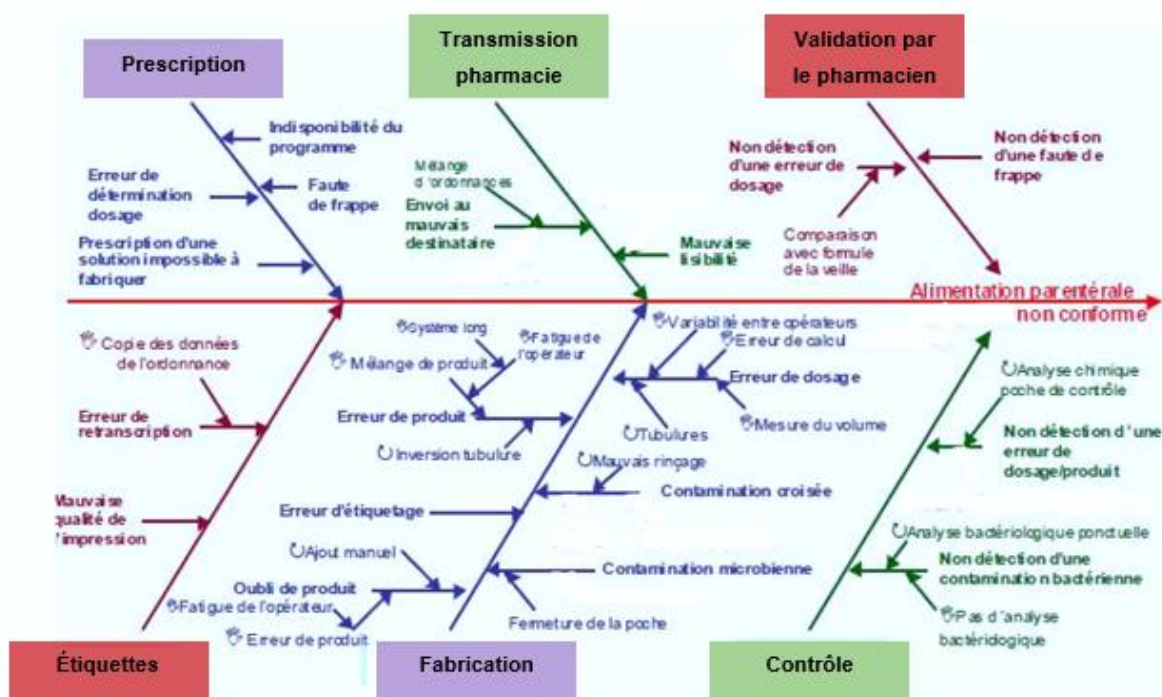 Prescription
Transmission
pharmacie
Validation par
le pharmacien
Indisponibilité du
programme
Erreur de
détermination
dosage
Faute
de frappe
Prescription d'une
solution impossible à
fabriquer
Mélange
d'ordonnances
Envoi au
mauvais
destinataire
Mauvaise
lisibilité
Non détection
d'une erreur de
dosage
Non détection
d'une faute de
frappe
Comparaison
avec formule
de la veille
Alimentation parentérale
non conforme
Copie des données
de l'ordonnance
Erreur de
retranscription
Mauvaise
qualité de
l'impression
Système long
Fatigue de
l'opérateur
Mélange de produit
Erreur de produit
Inversion tubulure
Variabilité entre opérateurs
Erreur de calcul
Erreur de dosage
Tubulures
Mesure du volume
Mauvais rinçage
Contamination croisée
Erreur d'étiquetage
Ajout manuel
Oubli de produit
Fatigue de l'opérateur
Erreur de produit
Contamination microbienne
Fermeture de la poche
Analyse chimique
poche de contrôle
Non détection d'une
erreur de
dosage/produit
Analyse bactériologique ponctuelle
Non détection d'une
contamination bactérienne
Pas d'analyse
bactéridogique
Étiquettes
Fabrication
Contrôle